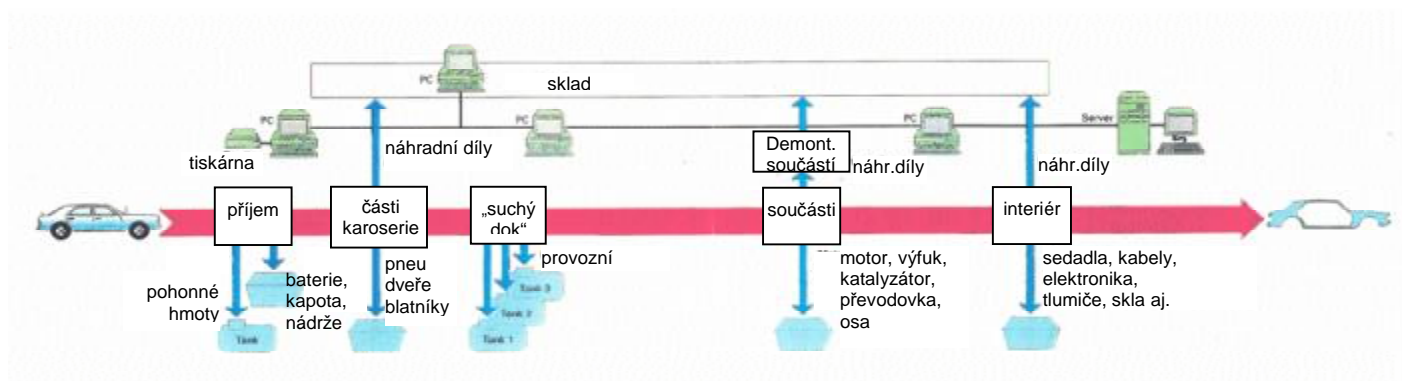 PC
sklad
PC
PC
PC
Server
tiskárna
náhradní díly
Demont.
součástí
náhr.díly
náhr.díly
příjem
části
karoserie
„suchý
dok“
součásti
interiér
pohonné
hmoty
baterie,
kapota,
nádrže
pneu
dveře
blatníky
provozní
motor, výfuk,
katalyzátor,
převodovka,
osa
sedadla, kabely,
elektronika,
tlumiče, skla aj.
Tank
Tank 3
Tank 2
Tank 1